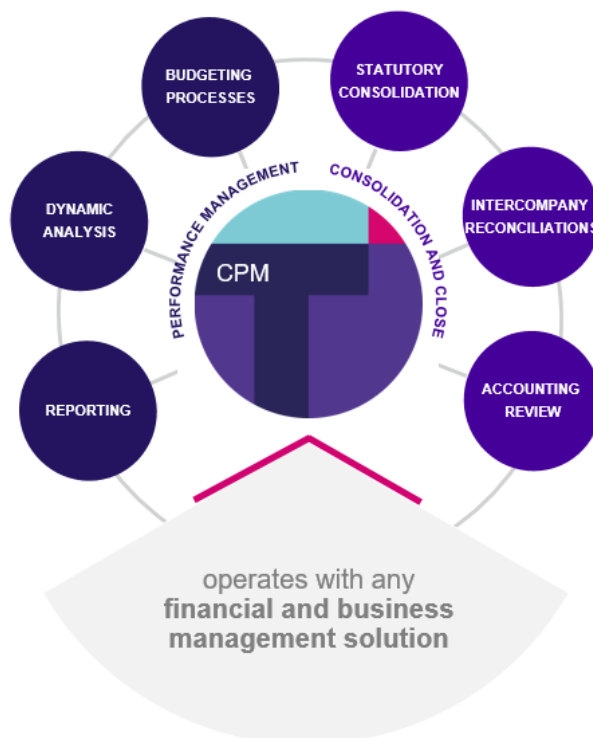 BUDGETING
PROCESSES
STATUTORY
CONSOLIDATION
DYNAMIC
ANALYSIS
INTERCOMPANY
RECONCILIATIONS
PERFORMANCE MANAGEMENT
CONSOLIDATION AND CLOSE
CPM
REPORTING
ACCOUNTING
REVIEW
operates with any
financial and business
management solution